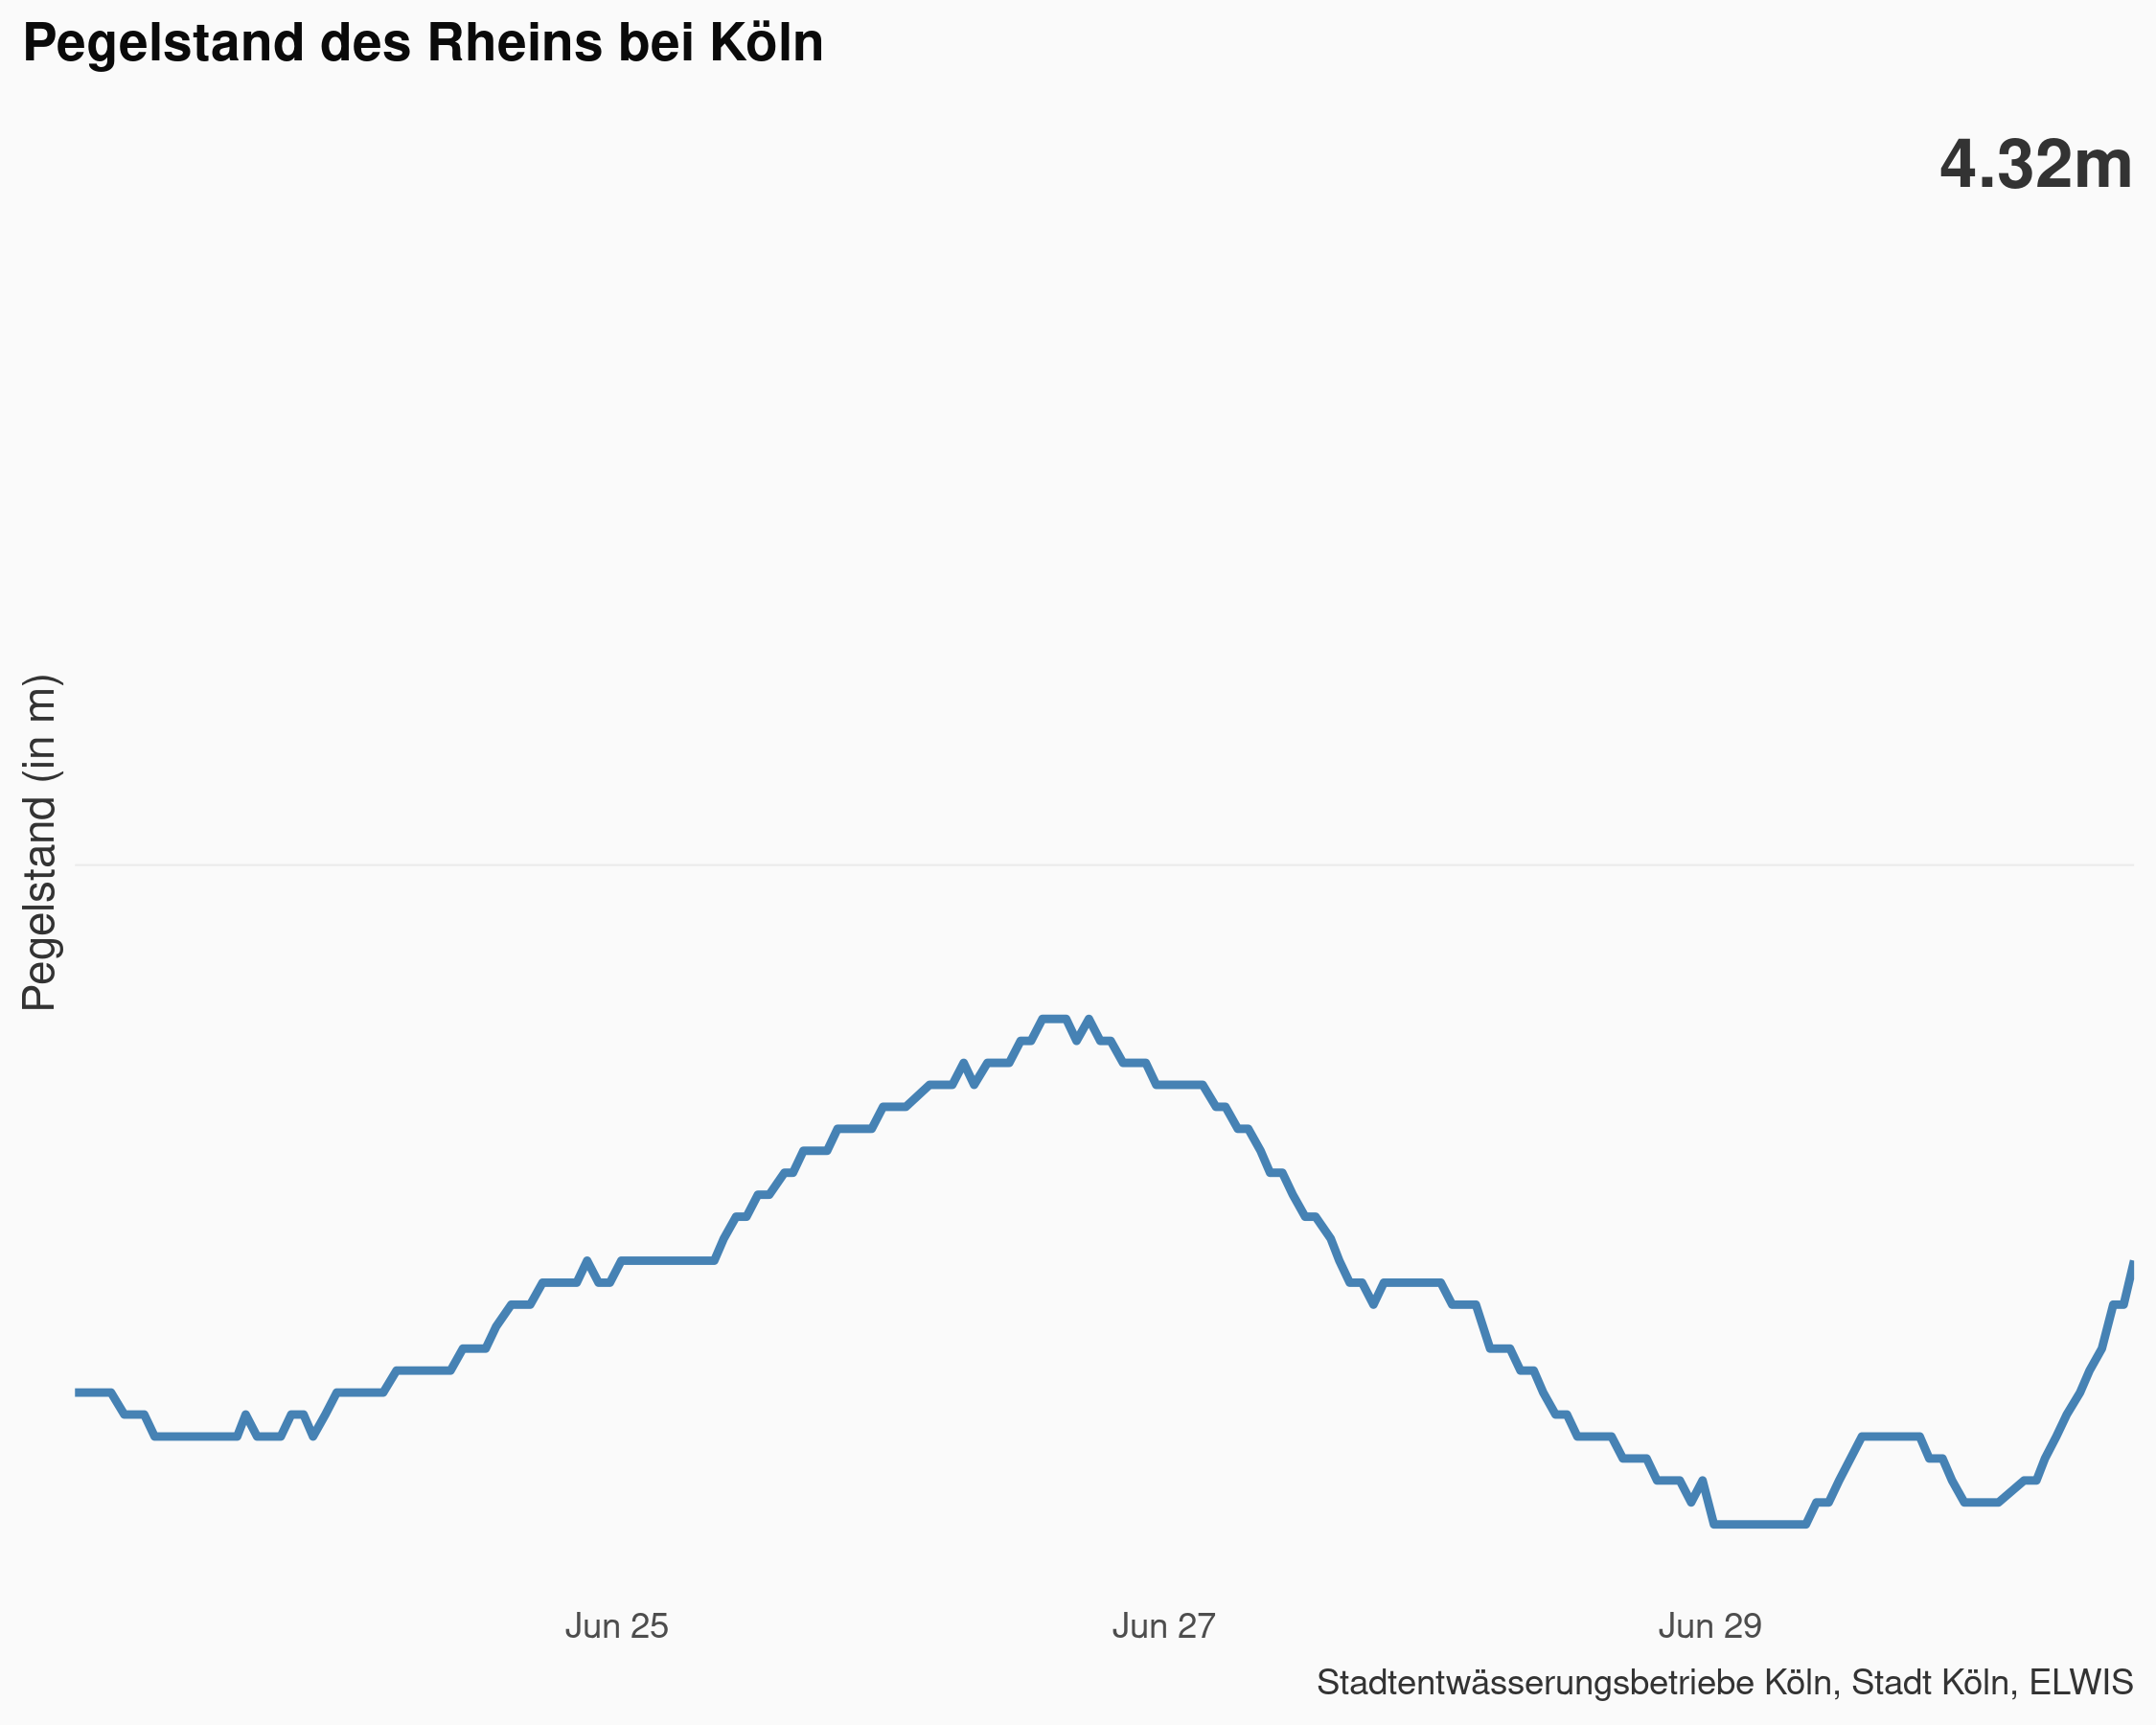 Pegelstand des Rheins bei Köln
4.32m
Pegelstand (in m)
Jun 25
Jun 27
Jun 29
Stadtentwässerungsbetriebe Köln, Stadt Köln, ELWIS